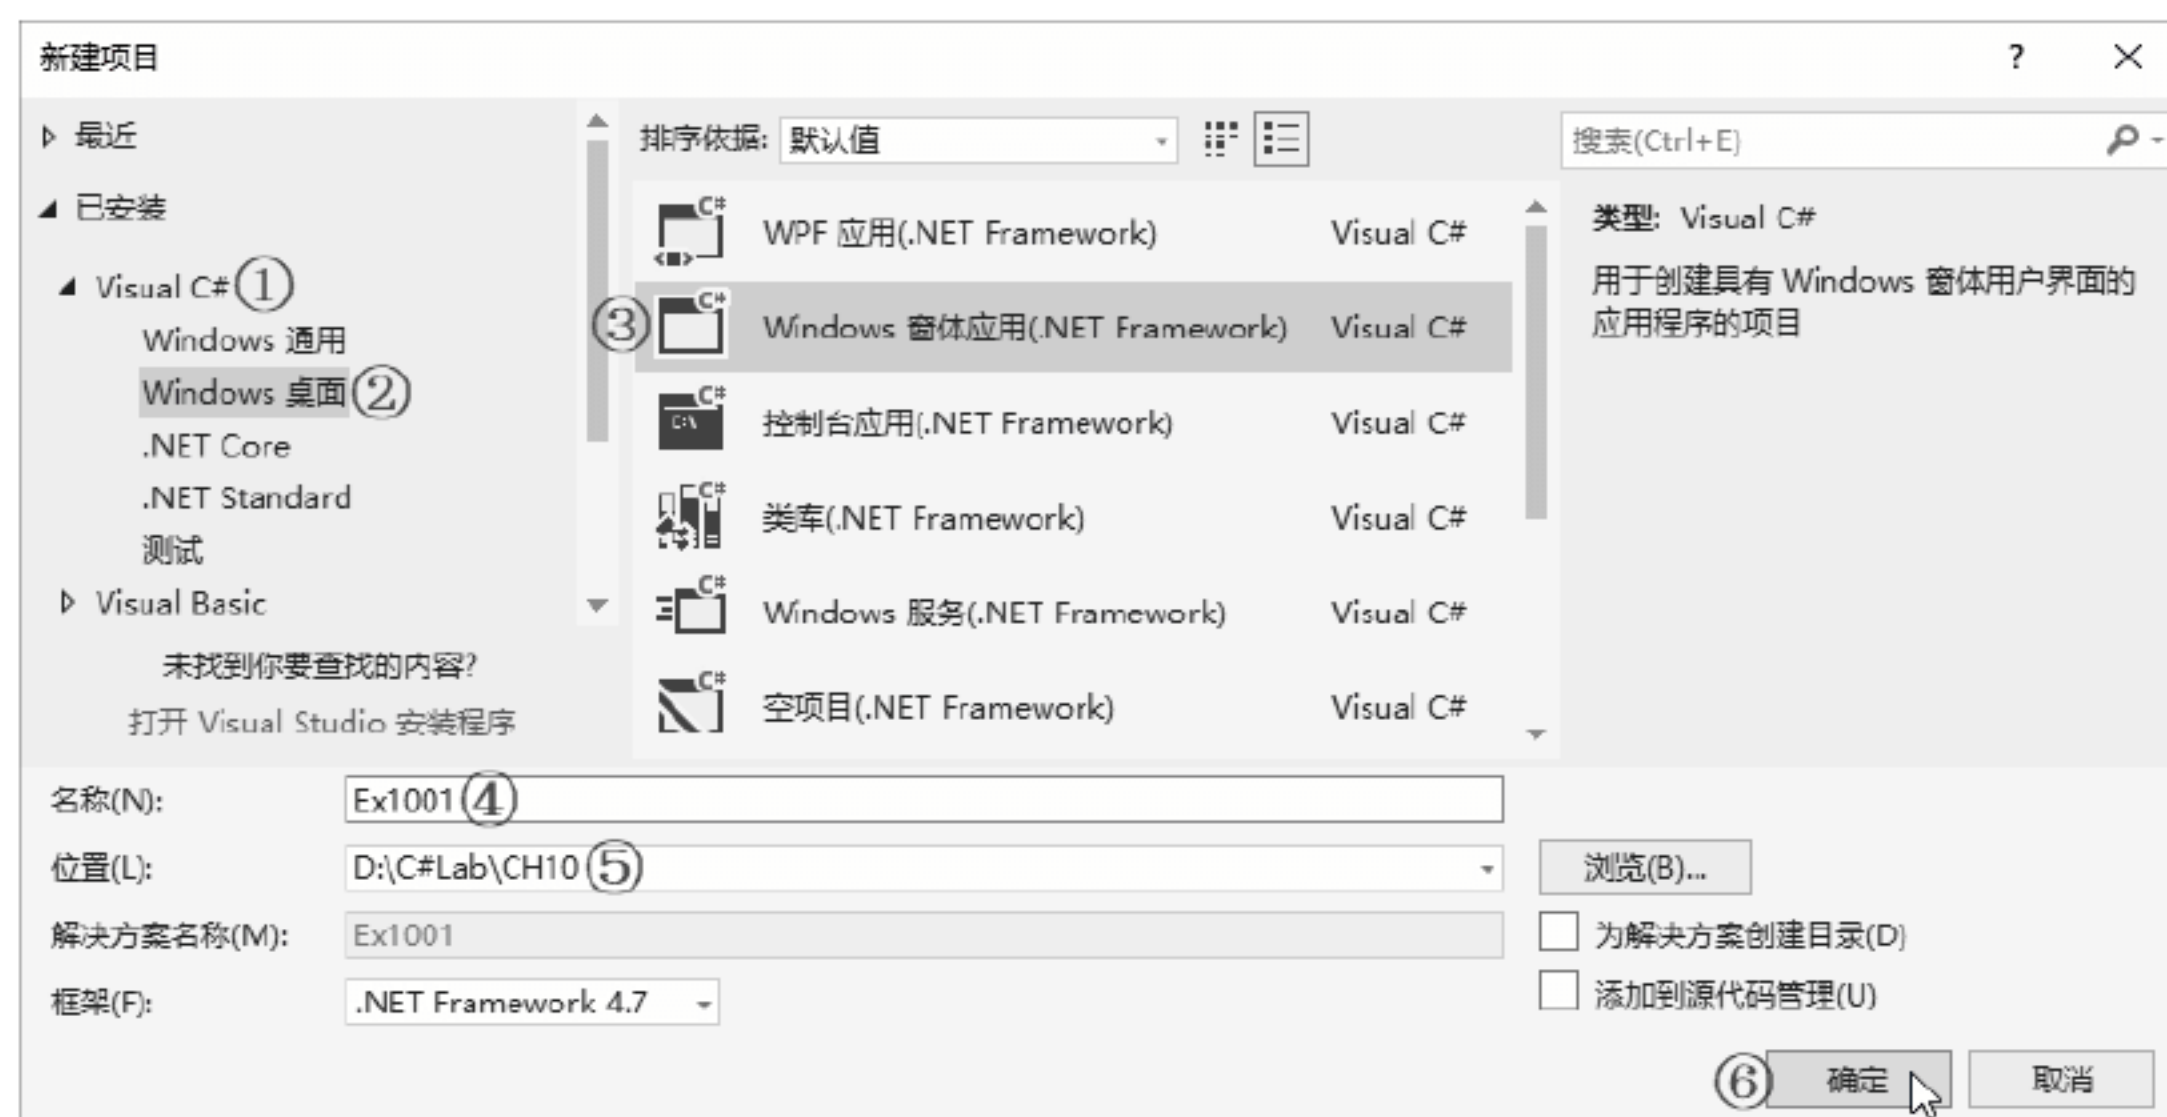 新建项目
?
最近
已安装
Visual C# ①
Windows 通用
Windows 桌面 ②
.NET Core
.NET Standard
测试
Visual Basic
未找到你要查找的内容?
打开 Visual Studio 安装程序
排序依据: 默认值
WPF 应用(.NET Framework) Visual C#
③ Windows 窗体应用(.NET Framework) Visual C#
控制台应用(.NET Framework) Visual C#
类库(.NET Framework) Visual C#
Windows 服务(.NET Framework) Visual C#
空项目(.NET Framework) Visual C#
搜索(Ctrl+E)
类型: Visual C#
用于创建具有 Windows 窗体用户界面的
应用程序的项目
名称(N): Ex1001 ④
位置(L): D:\C#Lab\CH10 ⑤ 浏览(B)...
解决方案名称(M): Ex1001 为解决方案创建目录(D)
框架(F): .NET Framework 4.7 添加到源代码管理(U)
⑥ 确定 取消